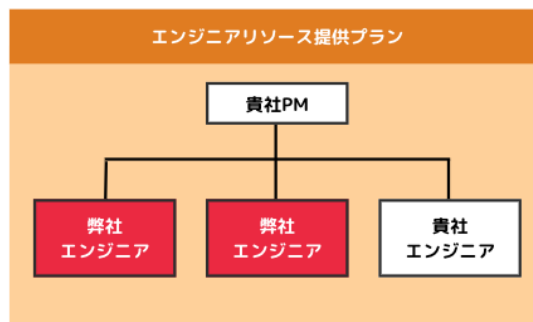 エンジニアリソース提供プラン
貴社PM
弊社
エンジニア
弊社
エンジニア
貴社
エンジニア